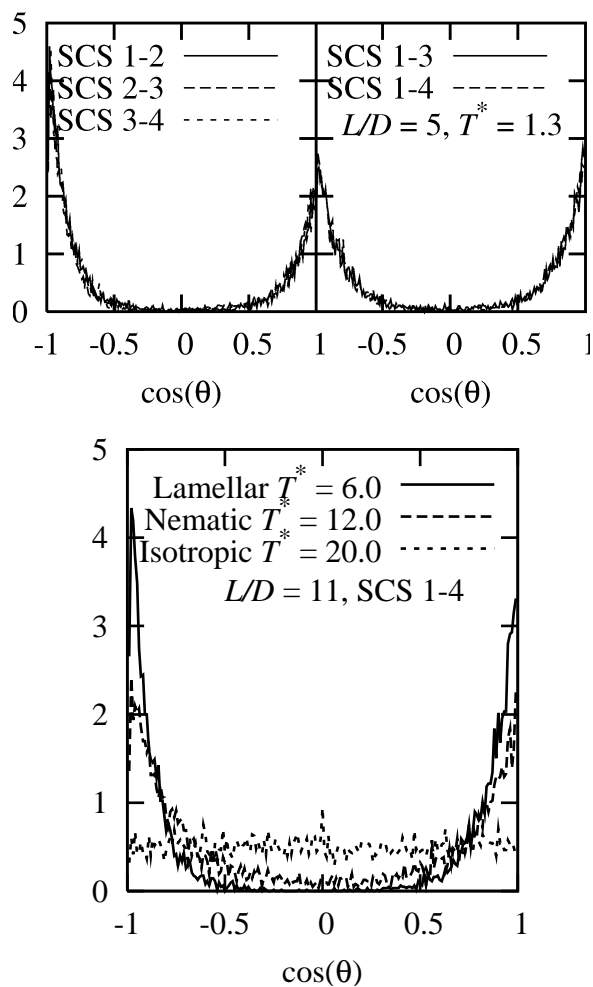 5
4
3
2
1
0
SCS 1-2
SCS 2-3
SCS 3-4
SCS 1-3
SCS 1-4
L/D = 5, T* = 1.3
-1 -0.5 0 0.5 1 -0.5 0 0.5 1
cos(θ) cos(θ)
5
4
3
2
1
0
Lamellar T* = 6.0
Nematic T* = 12.0
Isotropic T* = 20.0
L/D = 11, SCS 1-4
-1 -0.5 0 0.5 1
cos(θ)